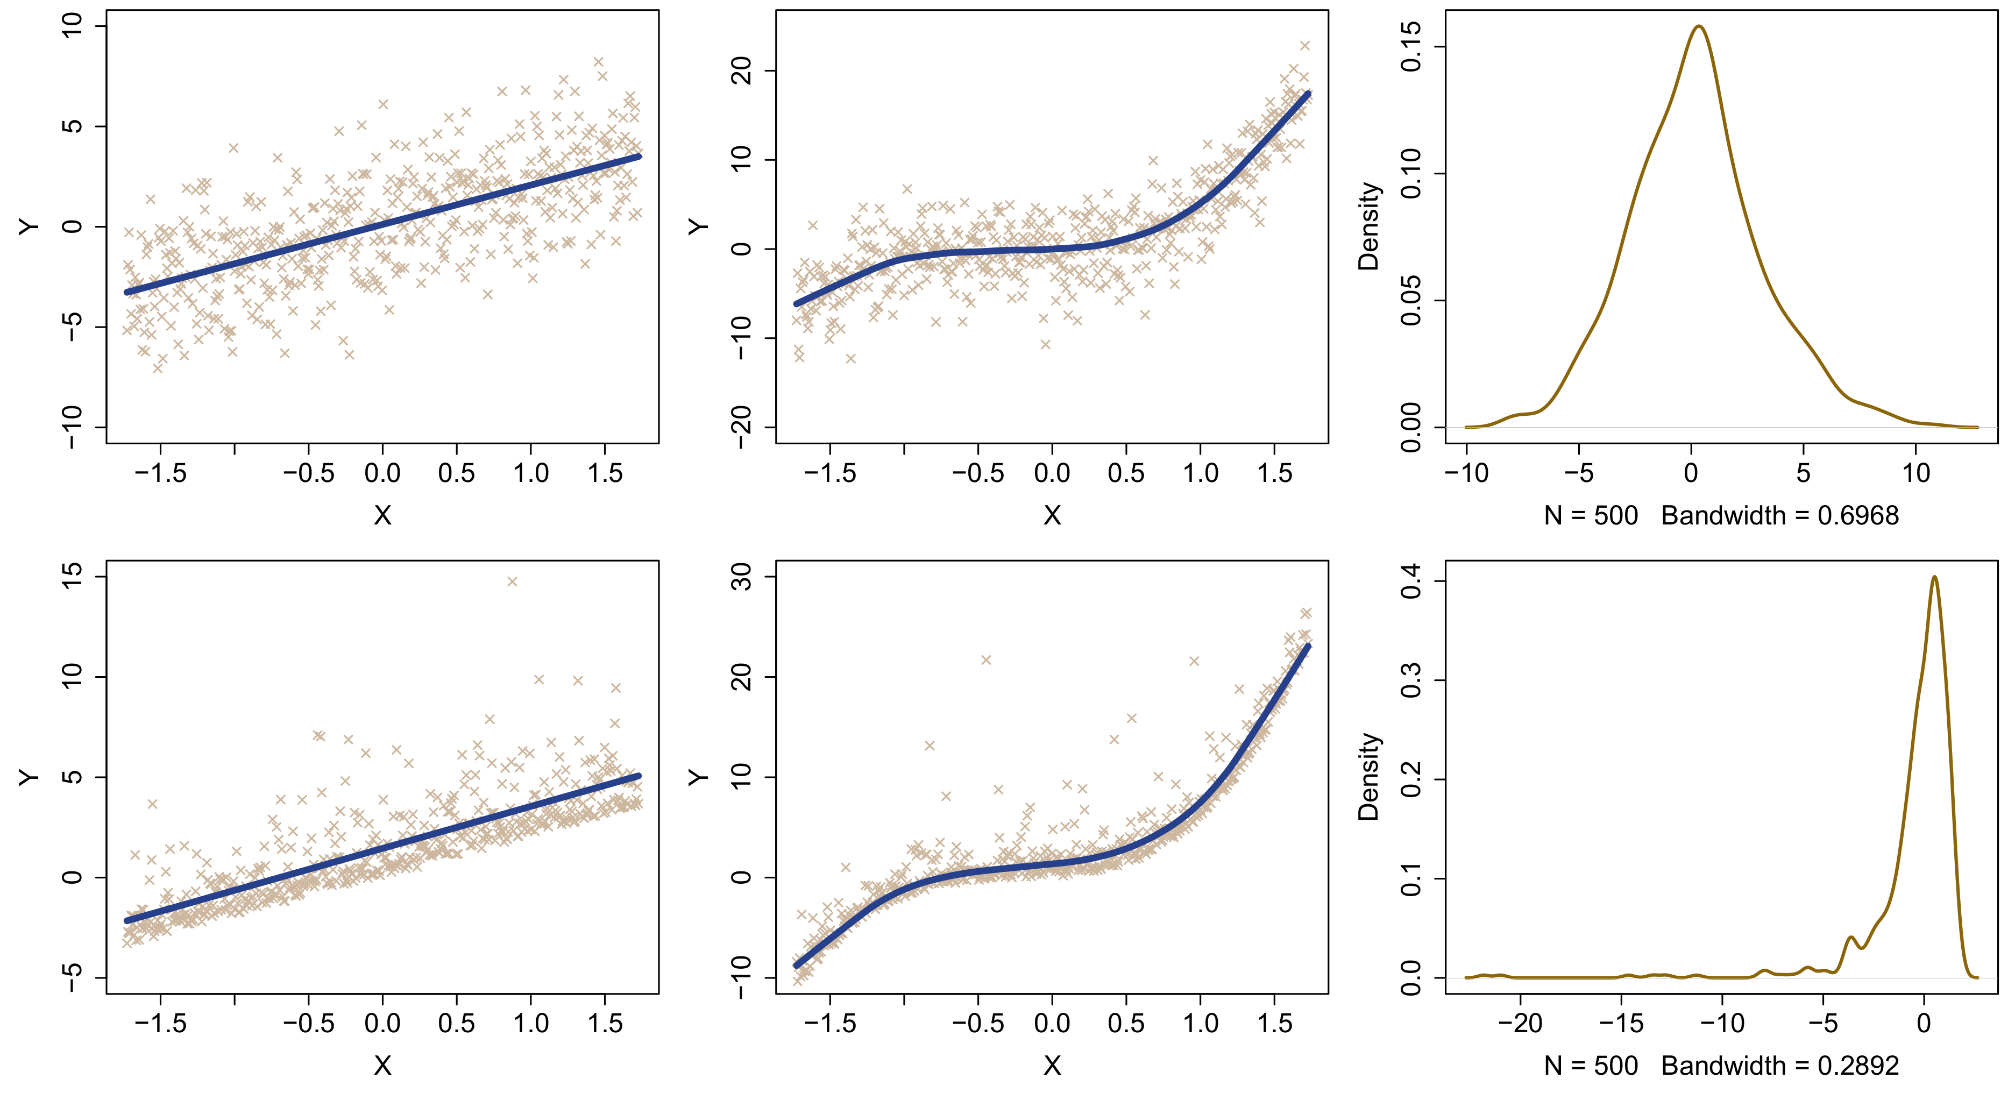 10
5
0
−5
−10
Y
−1.5 −0.5 0.0 0.5 1.0 1.5
X
20
10
0
−10
−20
Y
−1.5 −0.5 0.0 0.5 1.0 1.5
X
0.15
0.10
0.05
0.00
Density
−10 −5 0 5 10
N = 500 Bandwidth = 0.6968
15
10
5
0
−5
Y
−1.5 −0.5 0.0 0.5 1.0 1.5
X
30
20
10
0
−10
Y
−1.5 −0.5 0.0 0.5 1.0 1.5
X
0.4
0.3
0.2
0.1
0.0
Density
−20 −15 −10 −5 0
N = 500 Bandwidth = 0.2892